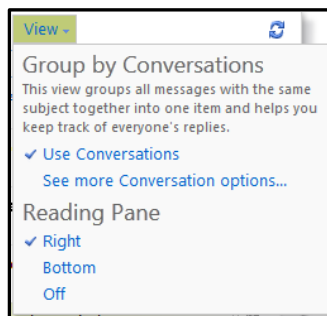 View
Group by Conversations
This view groups all messages with the same
subject together into one item and helps you
keep track of everyone's replies.
Use Conversations
See more Conversation options...
Reading Pane
Right
Bottom
Off